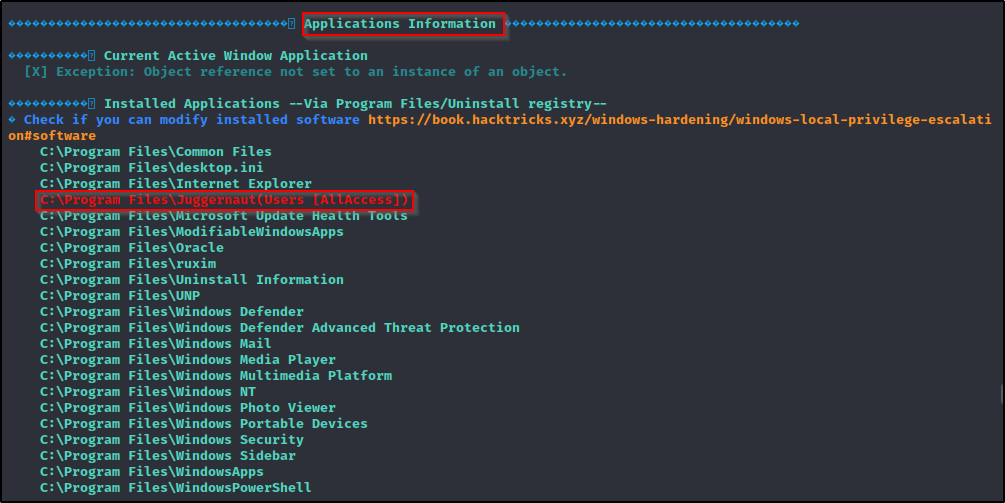 Applications Information
Current Active Window Application
[X] Exception: Object reference not set to an instance of an object.
Installed Applications --Via Program Files/Uninstall registry--
� Check if you can modify installed software https://book.hacktricks.xyz/windows-hardening/windows-local-privilege-escalati
on#software
C:\Program Files\Common Files
C:\Program Files\desktop.ini
C:\Program Files\Internet Explorer
C:\Program Files\Juggernaut(Users [AllAccess])
C:\Program Files\Microsoft Update Health Tools
C:\Program Files\ModifiableWindowsApps
C:\Program Files\Oracle
C:\Program Files\ruxim
C:\Program Files\Uninstall Information
C:\Program Files\UNP
C:\Program Files\Windows Defender
C:\Program Files\Windows Defender Advanced Threat Protection
C:\Program Files\Windows Mail
C:\Program Files\Windows Media Player
C:\Program Files\Windows Multimedia Platform
C:\Program Files\Windows NT
C:\Program Files\Windows Photo Viewer
C:\Program Files\Windows Portable Devices
C:\Program Files\Windows Security
C:\Program Files\Windows Sidebar
C:\Program Files\WindowsApps
C:\Program Files\WindowsPowerShell